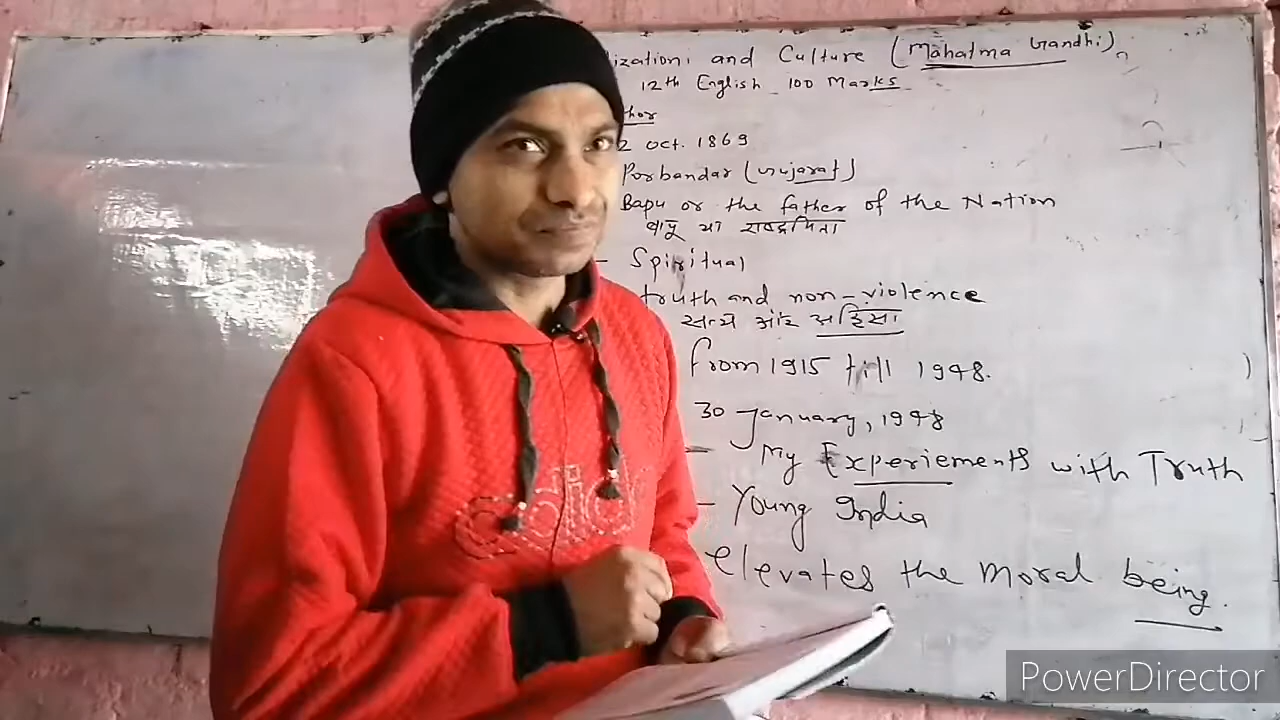 izations and Culture (Mahatma Gandhi)
12th English 100 Marks
thor
2 Oct. 1869
Porbandar (Gujarat)
Bapu or the father of the Nation
बापू या राष्ट्रपिता
- Spiritual
truth and non-violence
सत्य और अहिंसा
from 1915 till 1948.
30 January, 1948
- My Experiements with Truth
- Young India
elevates the moral being.
PowerDirector